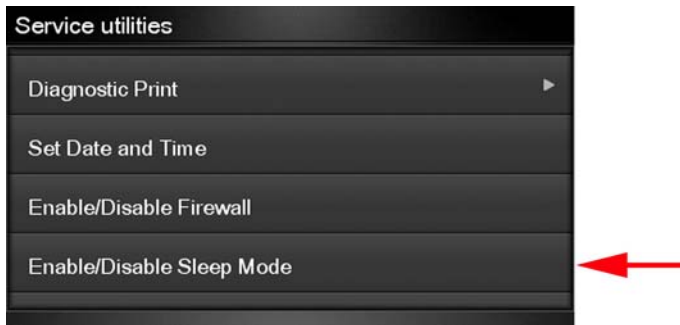 Service utilities
Diagnostic Print
Set Date and Time
Enable/Disable Firewall
Enable/Disable Sleep Mode